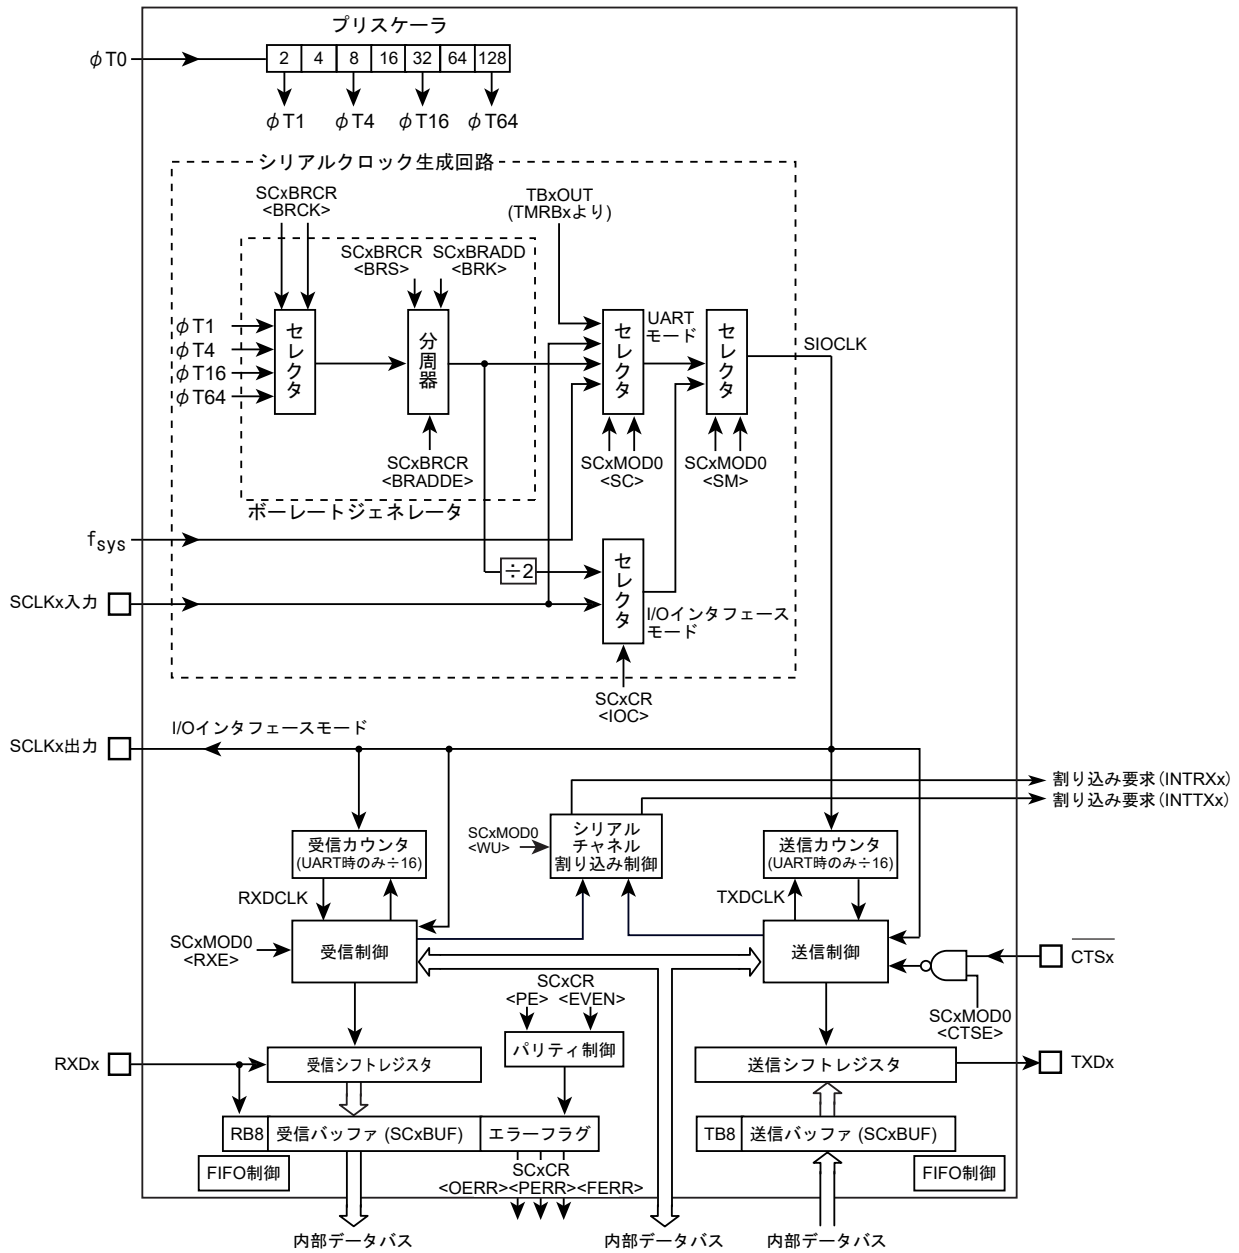 プリスケーラ
φT0
2 4 8 16 32 64 128
φT1 φT4 φT16 φT64
シリアルクロック生成回路
SCxBRCR
<BRCK>
TBxOUT
(TMRBxより)
SCxBRCR
<BRS>
SCxBRADD
<BRK>
φT1
φT4
φT16
φT64
セレクタ
分周器
セレクタ
UART
モード
セレクタ
SIOCLK
SCxBRCR
<BRADDE>
SCxMOD0
<SC>
SCxMOD0
<SM>
ボーレートジェネレータ
fsys
÷2
セレクタ
SCLKx入力
I/Oインタフェース
モード
SCxCR
<IOC>
I/Oインタフェースモード
SCLKx出力
割り込み要求 (INTRXx)
割り込み要求 (INTTXx)
受信カウンタ
(UART時のみ÷16)
SCxMOD0
<WU>
シリアル
チャネル
割り込み制御
送信カウンタ
(UART時のみ÷16)
RXDCLK
TXDCLK
SCxMOD0
<RXE>
受信制御
送信制御
CTSx
SCxMOD0
<CTSE>
SCxCR
<PE> <EVEN>
パリティ制御
RXDx
受信シフトレジスタ
送信シフトレジスタ
TXDx
RB8 受信バッファ (SCxBUF) エラーフラグ
TB8 送信バッファ (SCxBUF)
FIFO制御
SCxCR
<OERR><PERR><FERR>
FIFO制御
内部データバス
内部データバス
内部データバス